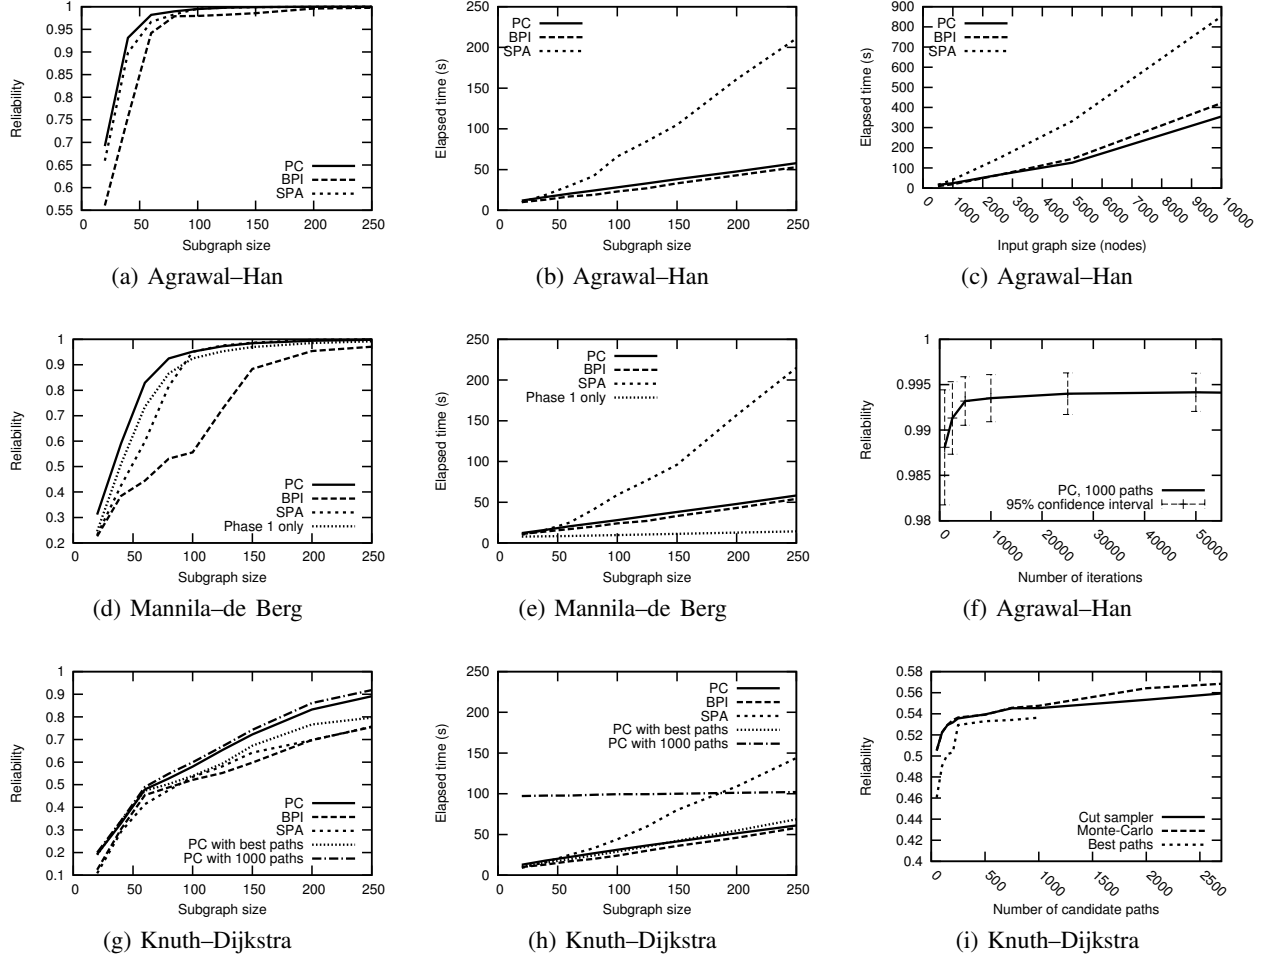 Reliability
1
0.95
0.9
0.85
0.8
0.75
0.7
0.65
0.6
0.55
PC
BPI
SPA
0 50 100 150 200 250
Subgraph size
(a) Agrawal–Han
Elapsed time (s)
250
200
150
100
50
0
PC
BPI
SPA
0 50 100 150 200 250
Subgraph size
(b) Agrawal–Han
Elapsed time (s)
900
800
700
600
500
400
300
200
100
0
PC
BPI
SPA
0 1000 2000 3000 4000 5000 6000 7000 8000 9000 10000
Input graph size (nodes)
(c) Agrawal–Han
Reliability
1
0.9
0.8
0.7
0.6
0.5
0.4
0.3
0.2
PC
BPI
SPA
Phase 1 only
0 50 100 150 200 250
Subgraph size
(d) Mannila–de Berg
Elapsed time (s)
250
200
150
100
50
0
PC
BPI
SPA
Phase 1 only
0 50 100 150 200 250
Subgraph size
(e) Mannila–de Berg
Reliability
1
0.995
0.99
0.985
0.98
PC, 1000 paths
95% confidence interval
0 10000 20000 30000 40000 50000
Number of iterations
(f) Agrawal–Han
Reliability
1
0.9
0.8
0.7
0.6
0.5
0.4
0.3
0.2
0.1
PC
BPI
SPA
PC with best paths
PC with 1000 paths
0 50 100 150 200 250
Subgraph size
(g) Knuth–Dijkstra
Elapsed time (s)
250
200
150
100
50
0
PC
BPI
SPA
PC with best paths
PC with 1000 paths
0 50 100 150 200 250
Subgraph size
(h) Knuth–Dijkstra
Reliability
0.58
0.56
0.54
0.52
0.5
0.48
0.46
0.44
0.42
0.4
Cut sampler
Monte-Carlo
Best paths
0 500 1000 1500 2000 2500
Number of candidate paths
(i) Knuth–Dijkstra